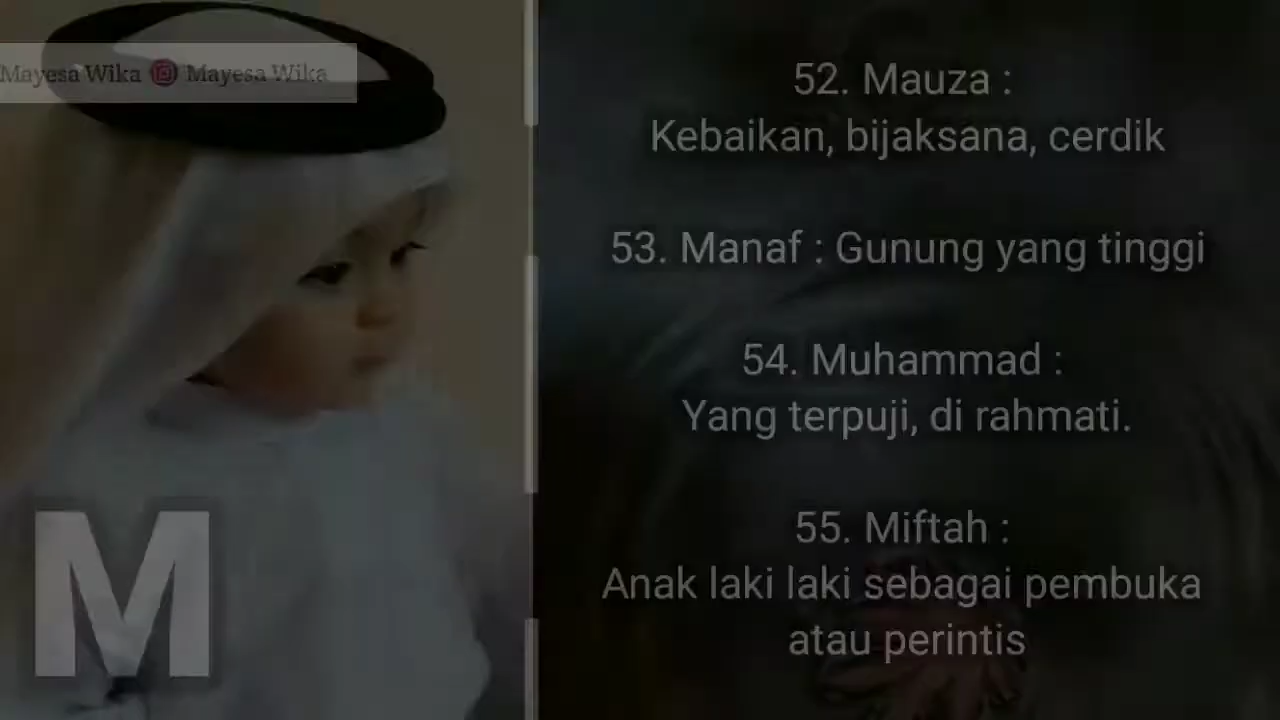 Mayesa Wika Mayesa Wika
52. Mauza :
Kebaikan, bijaksana, cerdik
53. Manaf : Gunung yang tinggi
54. Muhammad :
Yang terpuji, di rahmati.
55. Miftah :
Anak laki laki sebagai pembuka
atau perintis
M